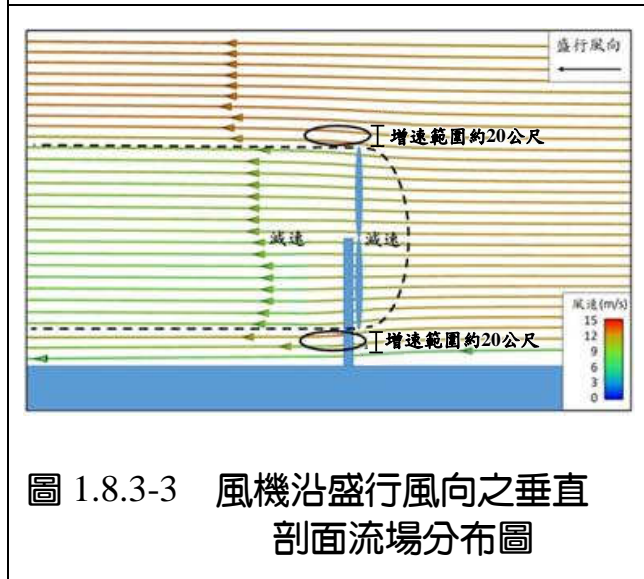 盛行風向
增速範圍約20公尺
減速
減速
增速範圍約20公尺
風速(m/s)
15
12
9
6
3
0
圖 1.8.3-3 風機沿盛行風向之垂直
剖面流場分布圖